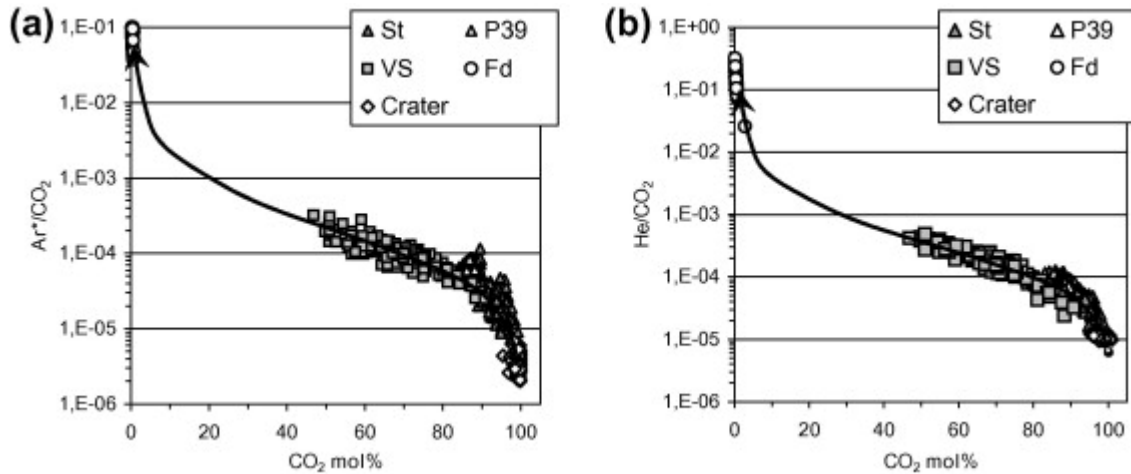 (a)
1,E-01
1,E-02
1,E-03
1,E-04
1,E-05
1,E-06
Ar*/CO₂
0 20 40 60 80 100
CO₂ mol%
St P39
VS Fd
Crater
(b)
1,E+00
1,E-01
1,E-02
1,E-03
1,E-04
1,E-05
1,E-06
He/CO₂
0 20 40 60 80 100
CO₂ mol%
St P39
VS Fd
Crater